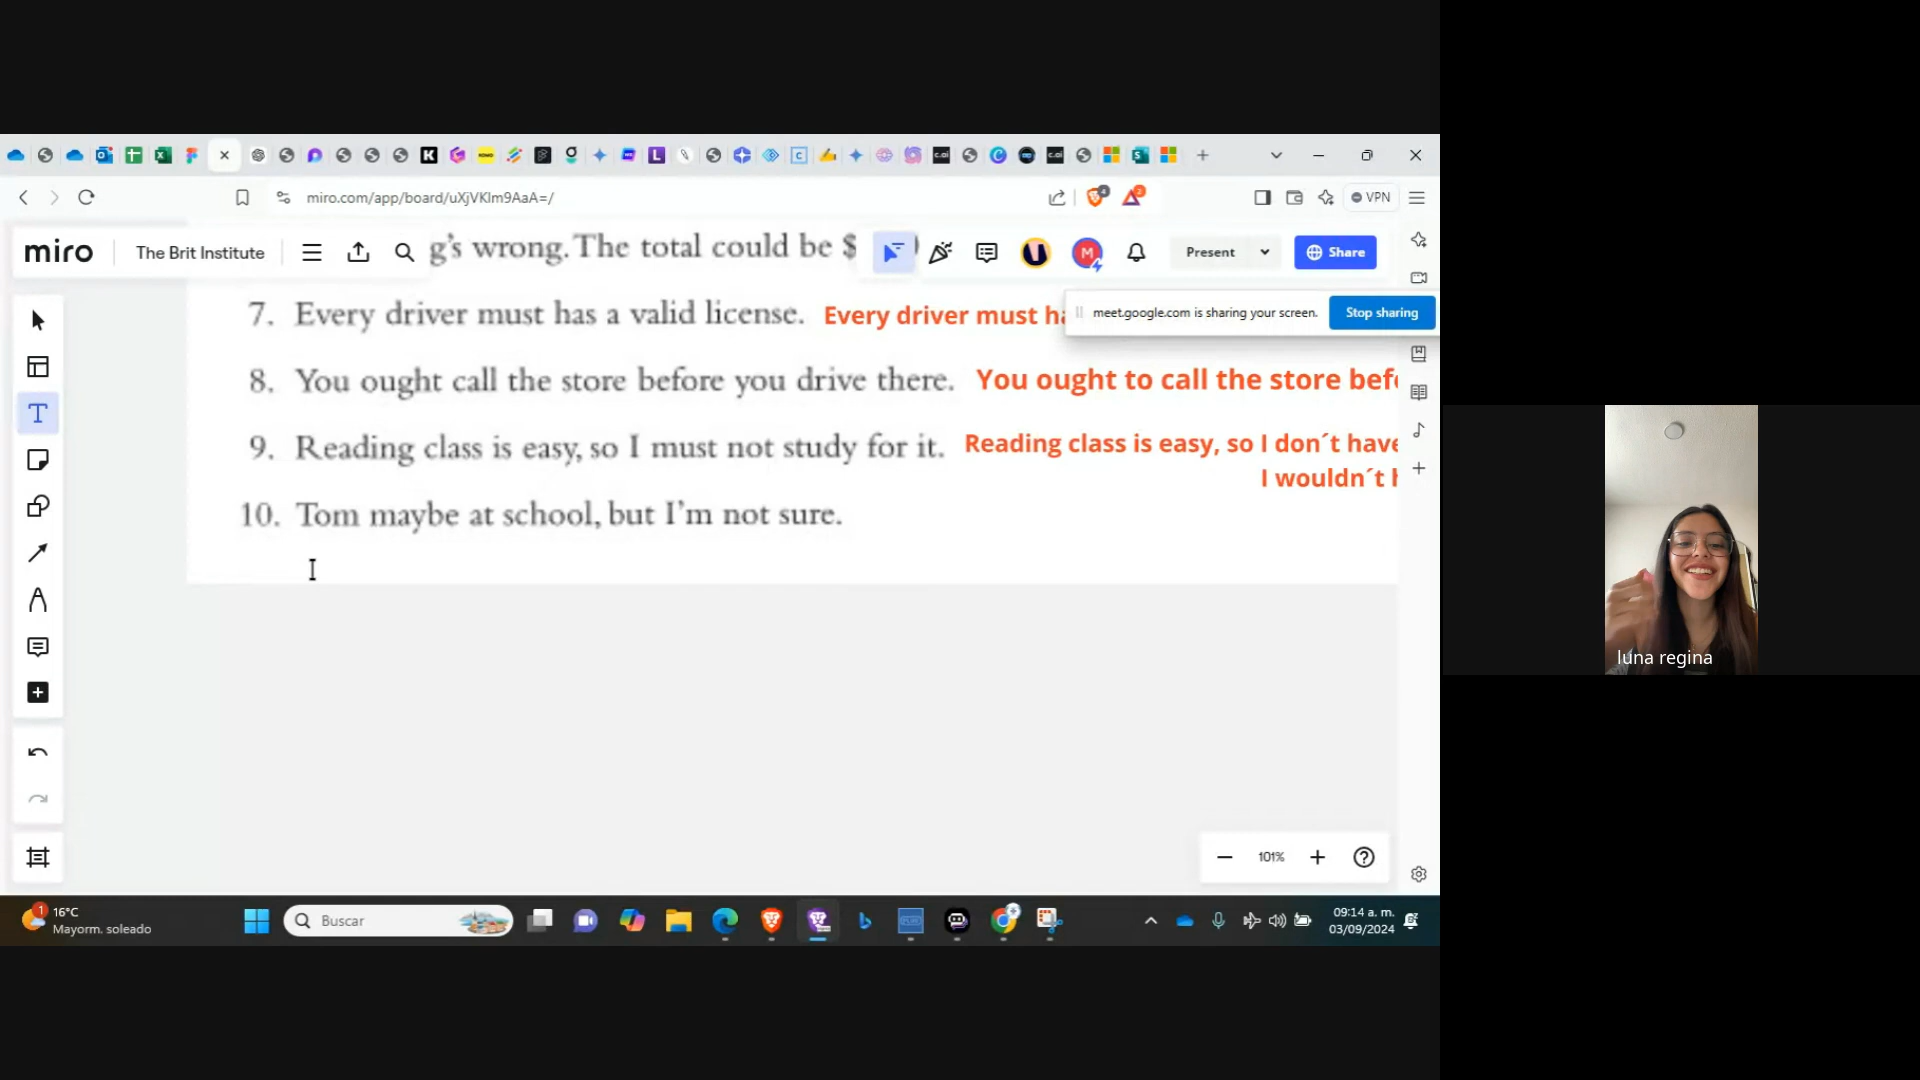 miro.com/app/board/uXjVKlm9AaA=/
VPN
miro
The Brit Institute
g's wrong. The total could be $
M
Present
Share
meet.google.com is sharing your screen.
Stop sharing
7. Every driver must has a valid license. Every driver must ha
8. You ought call the store before you drive there. You ought to call the store bef
9. Reading class is easy, so I must not study for it. Reading class is easy, so I don´t have
I wouldn´t h
10. Tom maybe at school, but I'm not sure.
luna regina
101%
1
16°C
Mayorm. soleado
Buscar
09:14 a. m.
03/09/2024